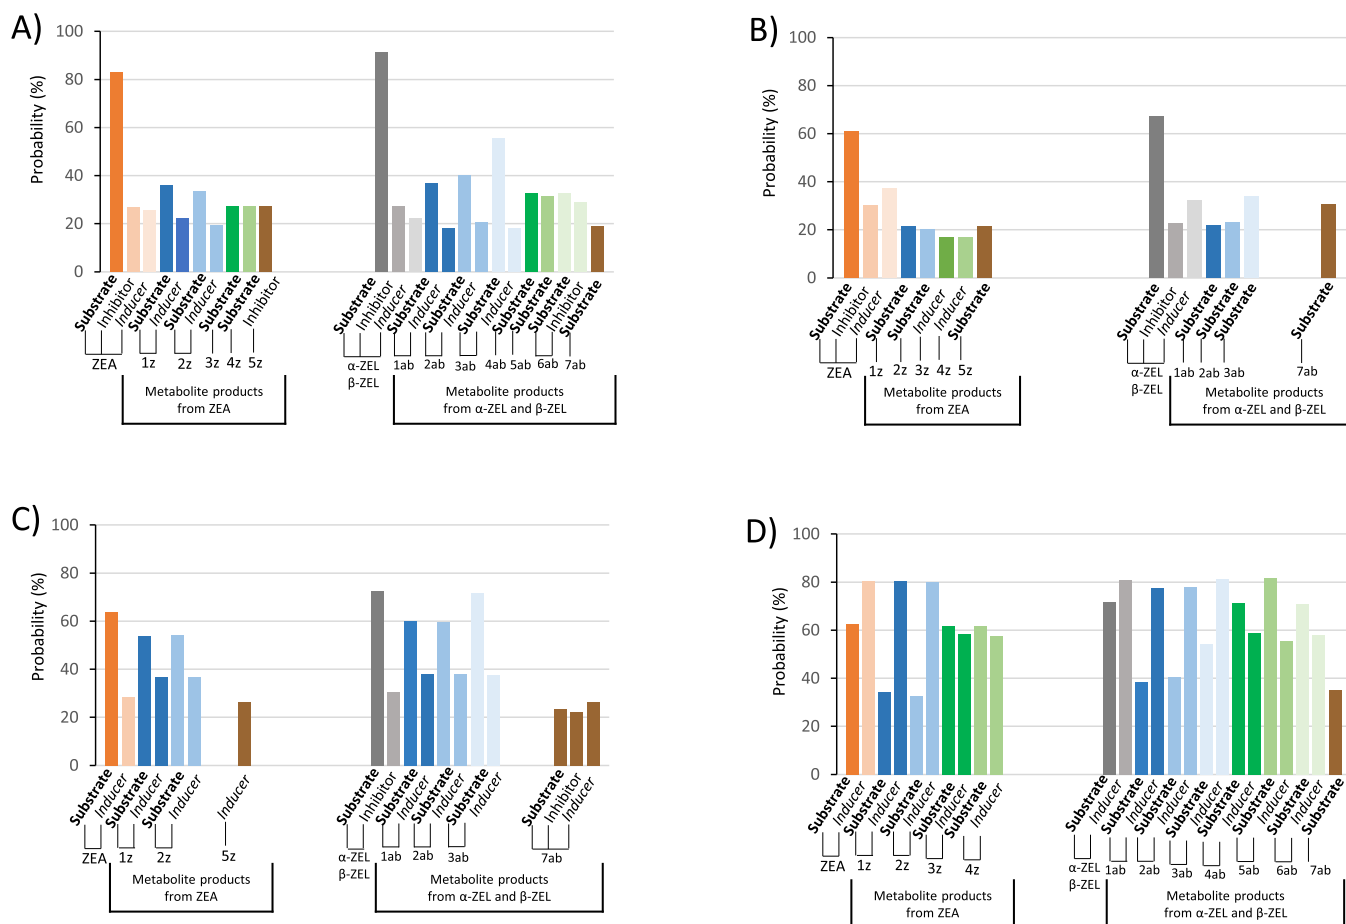 A)
Probability (%)
100
80
60
40
20
0
Substrate
Inhibitor
Inducer
Substrate
Inducer
Substrate
Inducer
Substrate
Substrate
Inhibitor
ZEA
1z
2z
3z
4z
5z
Metabolite products
from ZEA
Substrate
Inhibitor
Inducer
Substrate
Inducer
Substrate
Inducer
Substrate
Inducer
Substrate
Substrate
Substrate
Inhibitor
Substrate
α-ZEL
β-ZEL
1ab
2ab
3ab
4ab
5ab
6ab
7ab
Metabolite products
from α-ZEL and β-ZEL
B)
Probability (%)
100
80
60
40
20
0
Substrate
Inhibitor
Inducer
Substrate
Substrate
Inducer
Inducer
Substrate
ZEA
1z
2z
3z
4z
5z
Metabolite products
from ZEA
Substrate
Inhibitor
Inducer
Substrate
Substrate
Substrate
Substrate
α-ZEL
β-ZEL
1ab
2ab
3ab
7ab
Metabolite products
from α-ZEL and β-ZEL
C)
Probability (%)
100
80
60
40
20
0
Substrate
Inducer
Substrate
Inducer
Substrate
Inducer
Inducer
ZEA
1z
2z
5z
Metabolite products
from ZEA
Substrate
Inhibitor
Substrate
Inducer
Substrate
Inducer
Substrate
Inducer
Substrate
Inhibitor
Inducer
α-ZEL
β-ZEL
1ab
2ab
3ab
7ab
Metabolite products
from α-ZEL and β-ZEL
D)
Probability (%)
100
80
60
40
20
0
Substrate
Inducer
Substrate
Inducer
Substrate
Inducer
Substrate
Inducer
Substrate
Inducer
ZEA
1z
2z
3z
4z
Metabolite products
from ZEA
Substrate
Inducer
Substrate
Inducer
Substrate
Inducer
Substrate
Inducer
Substrate
Inducer
Substrate
Inducer
Substrate
Inducer
Substrate
α-ZEL
β-ZEL
1ab
2ab
3ab
4ab
5ab
6ab
7ab
Metabolite products
from α-ZEL and β-ZEL